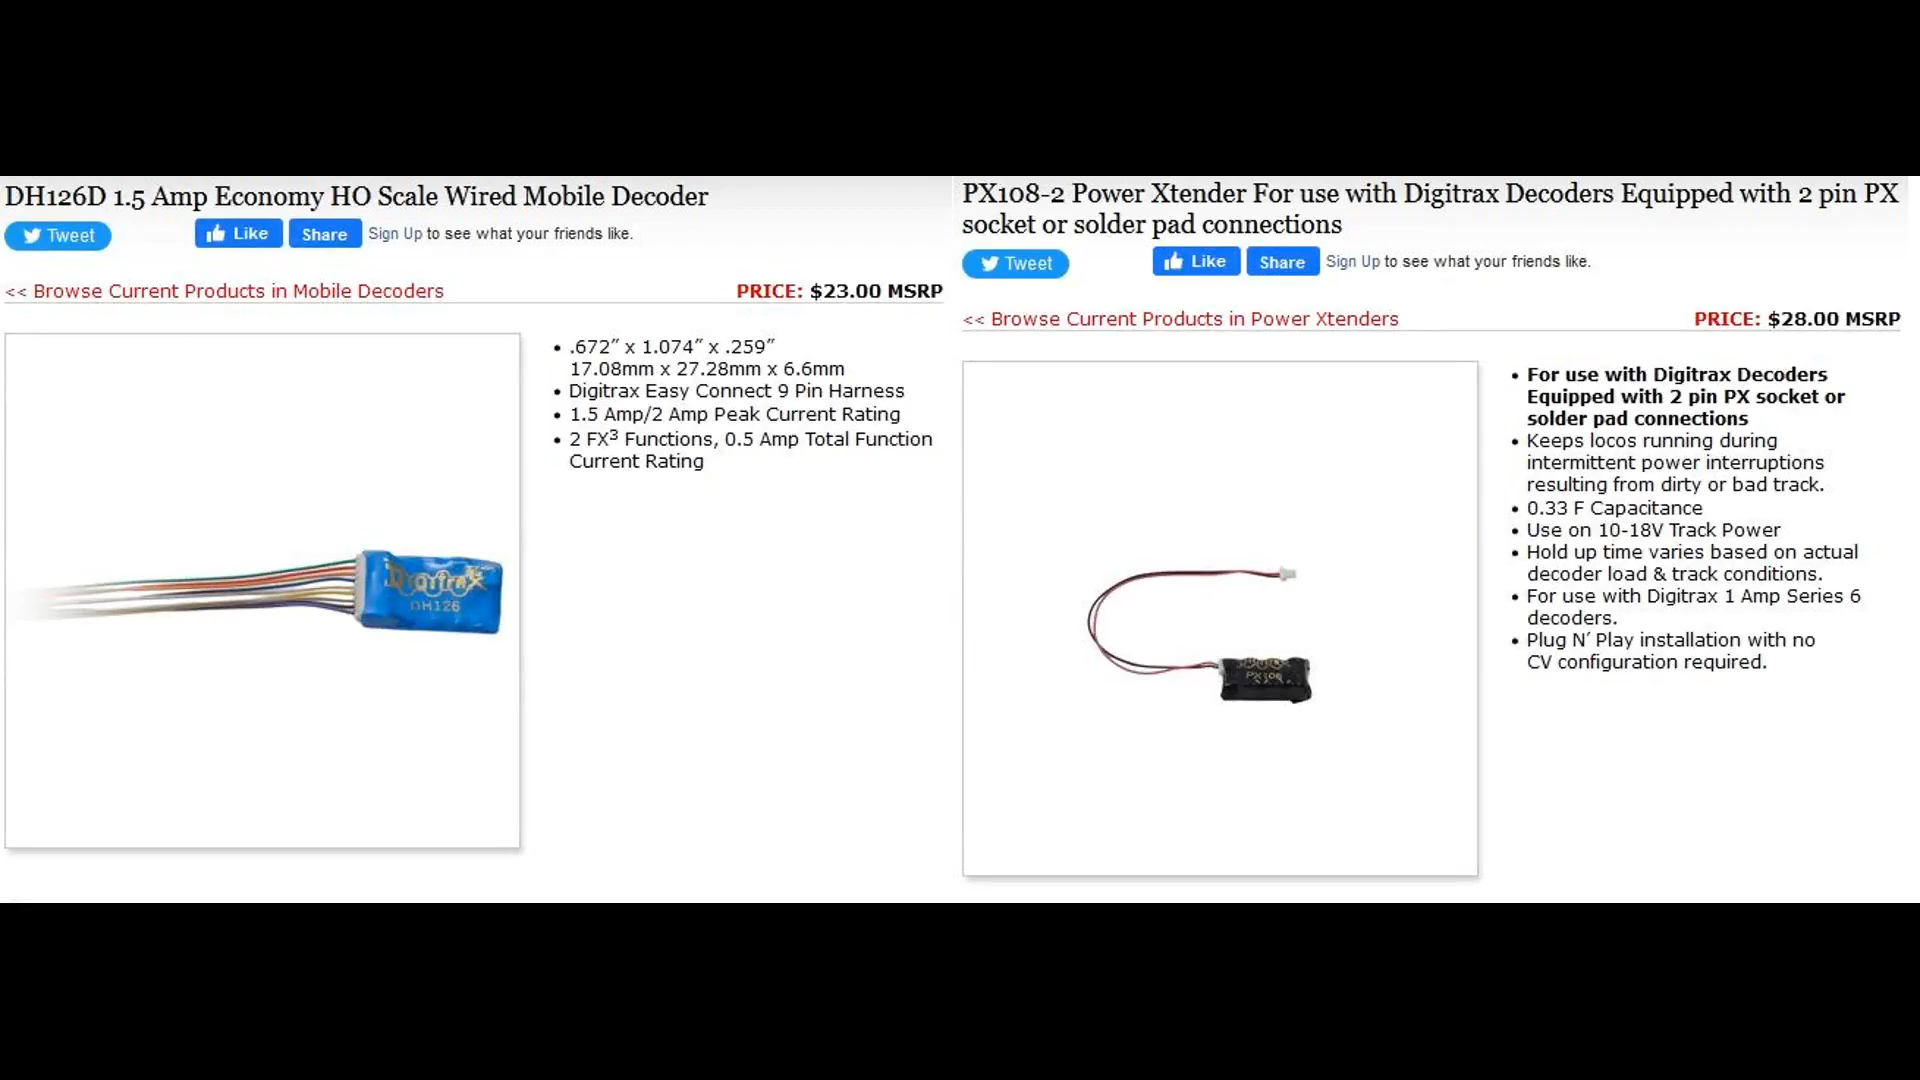 DH126D 1.5 Amp Economy HO Scale Wired Mobile Decoder
Tweet
Like
Share
Sign Up to see what your friends like.
<< Browse Current Products in Mobile Decoders
PRICE: $23.00 MSRP
.672″ x 1.074″ x .259″
17.08mm x 27.28mm x 6.6mm
Digitrax Easy Connect 9 Pin Harness
1.5 Amp/2 Amp Peak Current Rating
2 FX³ Functions, 0.5 Amp Total Function
Current Rating
Digitrax
DH126
PX108-2 Power Xtender For use with Digitrax Decoders Equipped with 2 pin PX
socket or solder pad connections
Tweet
Like
Share
Sign Up to see what your friends like.
<< Browse Current Products in Power Xtenders
PRICE: $28.00 MSRP
For use with Digitrax Decoders
Equipped with 2 pin PX socket or
solder pad connections
Keeps locos running during
intermittent power interruptions
resulting from dirty or bad track.
0.33 F Capacitance
Use on 10-18V Track Power
Hold up time varies based on actual
decoder load & track conditions.
For use with Digitrax 1 Amp Series 6
decoders.
Plug N′ Play installation with no
CV configuration required.